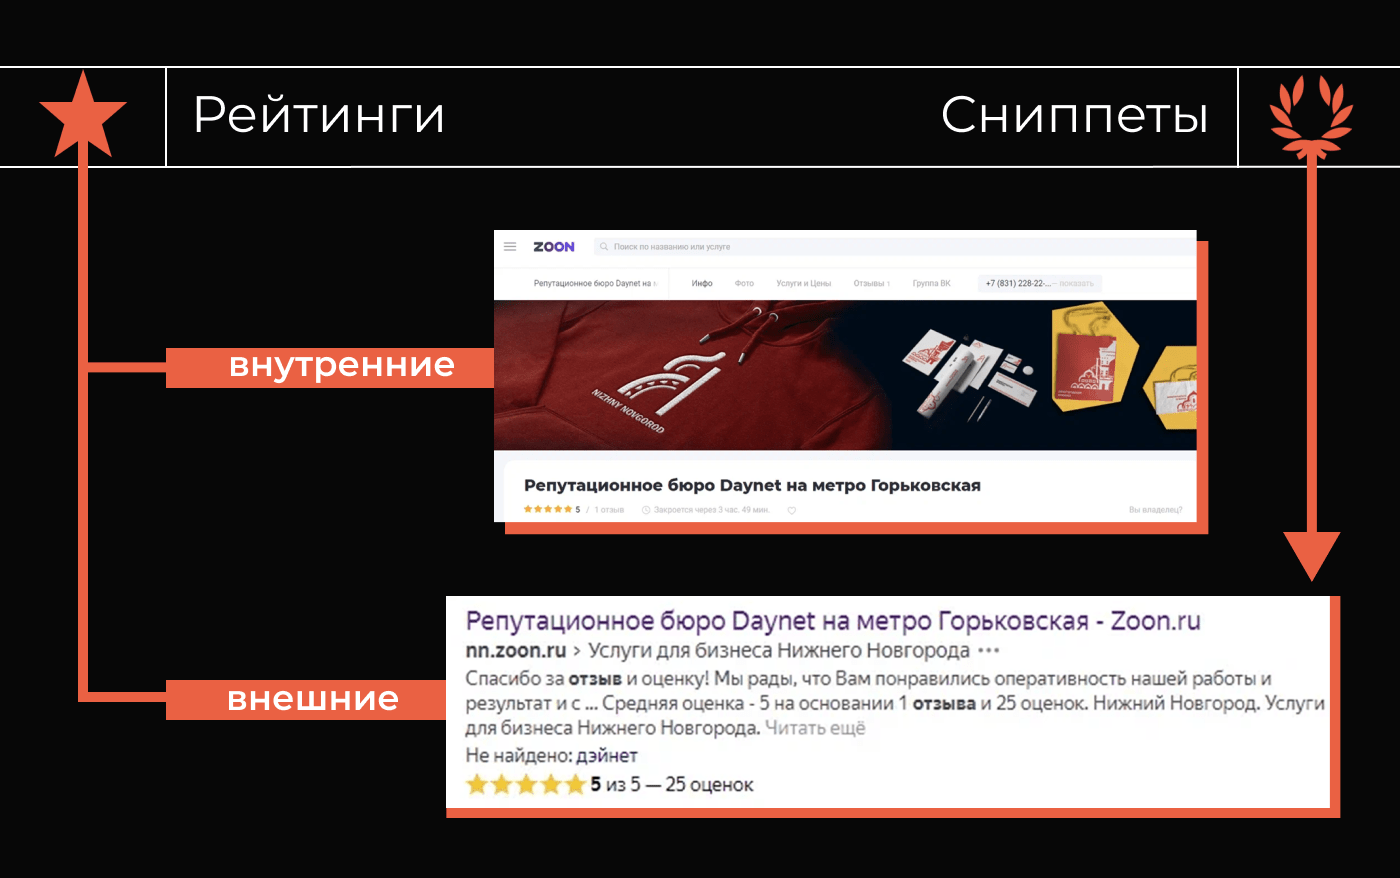 Рейтинги
Сниппеты
ZOON
Поиск по названию или услуге
Репутационное бюро Daynet на
Инфо
Фото
Услуги и Цены
Отзывы 1
Группа ВК
+7 (831) 228-22-...– показать
NIZHNY NOVGOROD
внутренние
Репутационное бюро Daynet на метро Горьковская
5 / 1 отзыв
Закроется через 3 час. 49 мин.
Вы владелец?
Репутационное бюро Daynet на метро Горьковская - Zoon.ru
nn.zoon.ru › Услуги для бизнеса Нижнего Новгорода •••
Спасибо за отзыв и оценку! Мы рады, что Вам понравились оперативность нашей работы и
результат и с ... Средняя оценка - 5 на основании 1 отзыва и 25 оценок. Нижний Новгород. Услуги
для бизнеса Нижнего Новгорода. Читать ещё
Не найдено: дэйнет
5 из 5 — 25 оценок
внешние